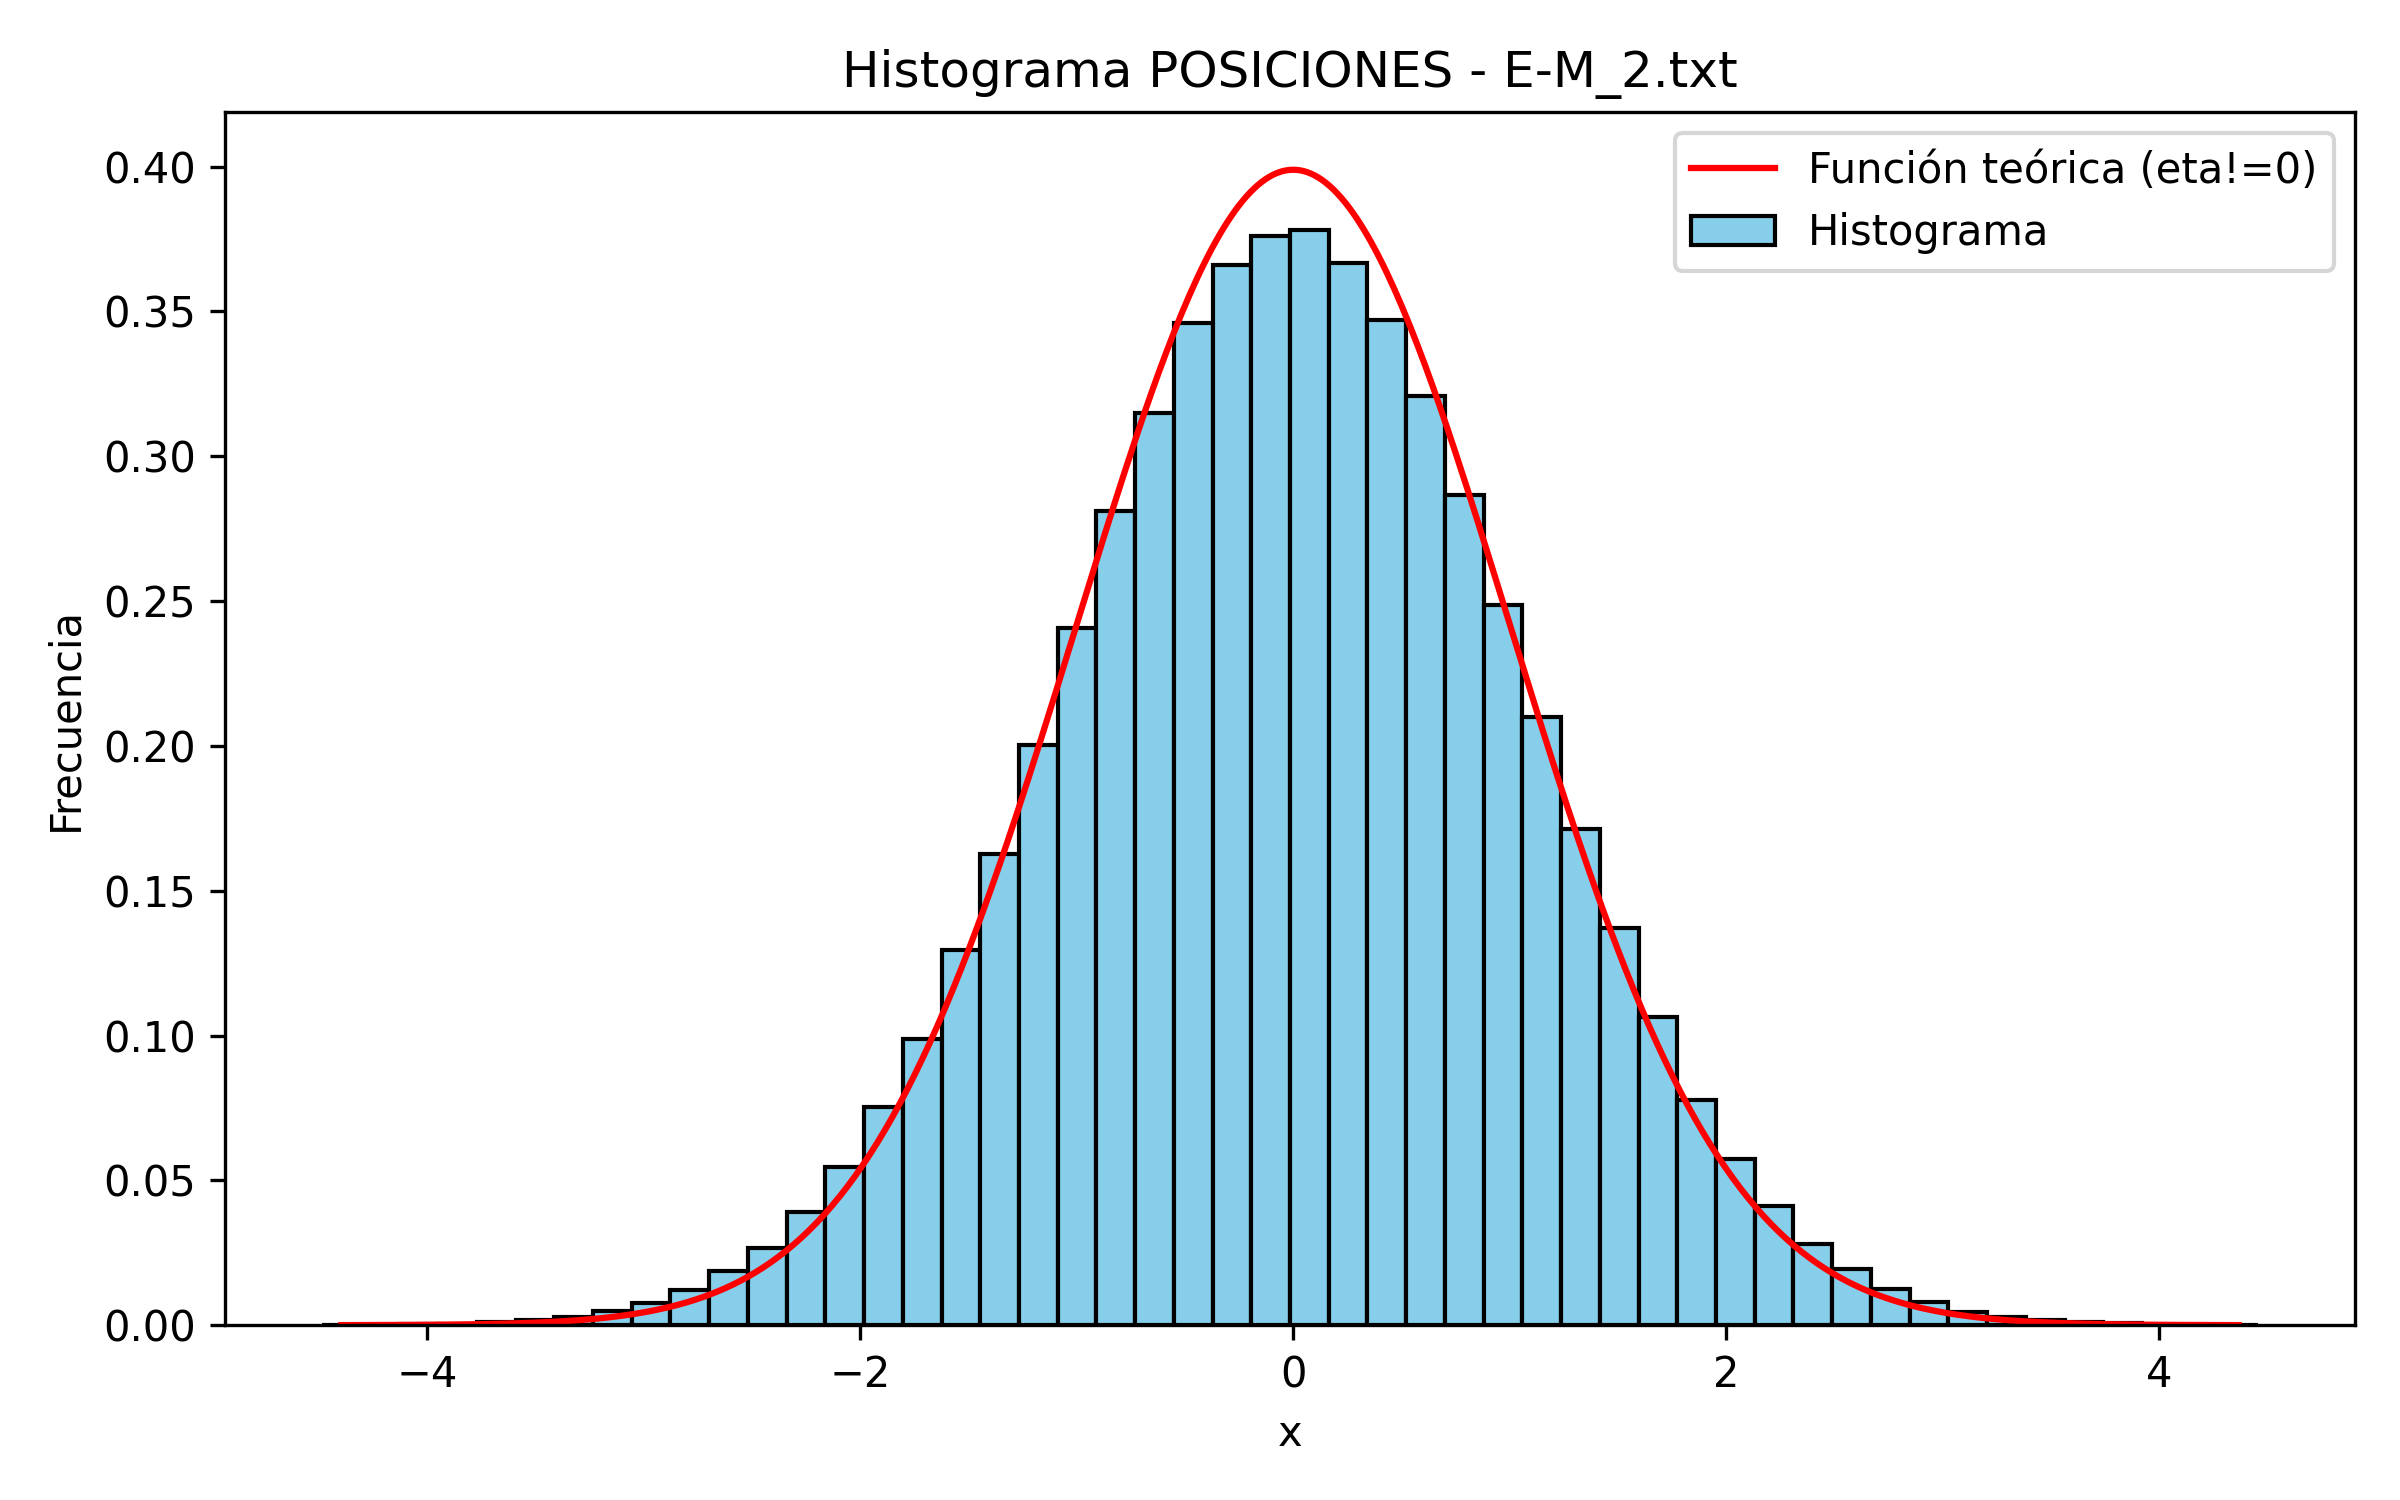 Histograma POSICIONES - E-M_2.txt
Función teórica (eta!=0)
Histograma
0.40
0.35
0.30
0.25
0.20
0.15
0.10
0.05
0.00
Frecuencia
−4
−2
0
2
4
x